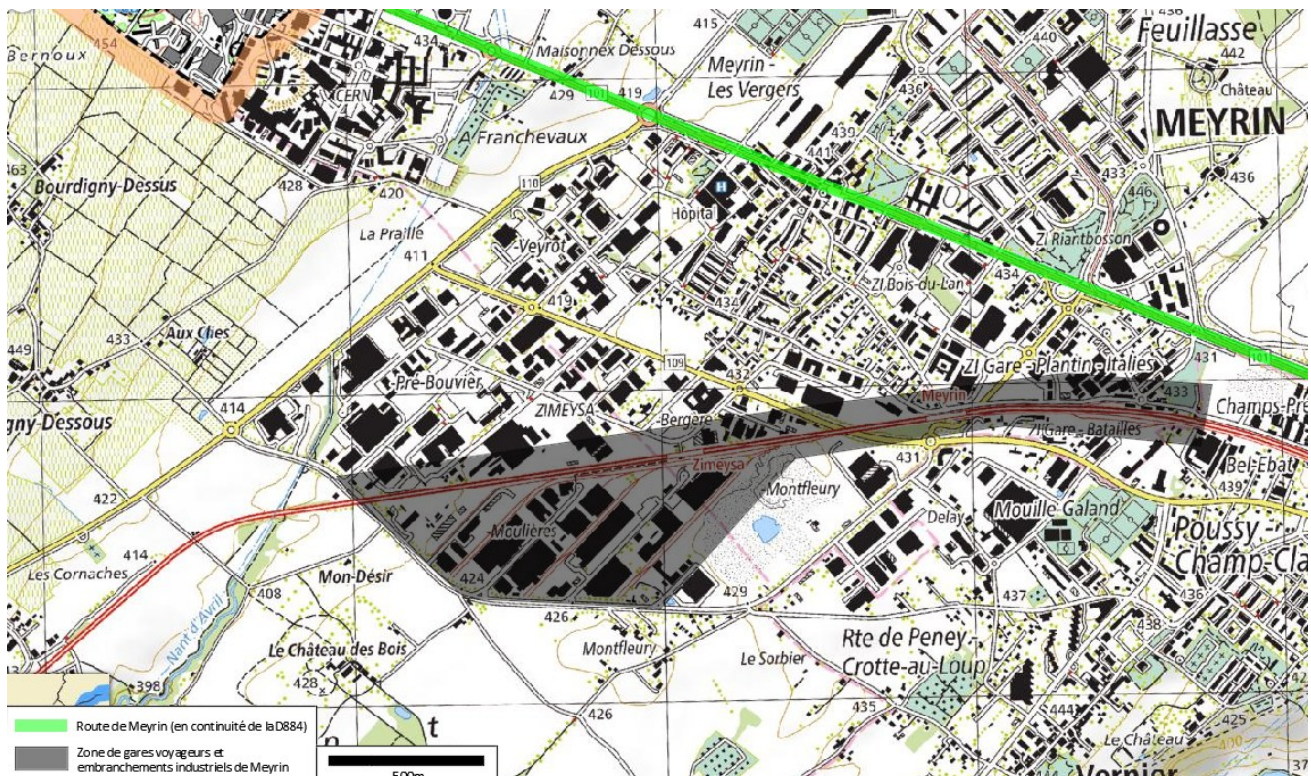 Bernoux
454
434
Maisonnex Dessous
415
436
440
Feuillasse
442
Château
CERN
429
101
419
Meyrin -
Les Vergers
436
MEYRIN
A Franchevaux
439
441
433
446
436
463
Bourdigny-Dessus
428
420
110
H
Hôpital
La Praille
Veyrot
ZI Riantbosson
411
434
ZI Bois-du-Lan
419
434
433
Aux Ches
449
431
101
109
432
ZI Gare - Plantin - Italies
Pré-Bouvier
433
Meyrin
414
ZIMEYSA
Bergère
Champs-Pré
gny-Dessous
ZI Gare - Batailles
431
Zimeysa
Bel-Ebat
439
422
Montfleury
Mouille Galand
Delay
Poussy -
Champ-Cla
Moulières
414
Les Cornaches
Mon-Désir
424
408
429
437
426
436
438
Nant d'Avril
Le Château des Bois
Montfleury
Rte de Peney -
Crotte-au-Loup
Le Sorbier
428
398
426
435
444
425
400
Le Château
Vernier
Route de Meyrin (en continuité de la D884)
Zone de gares voyageurs et
embranchements industriels de Meyrin
500m